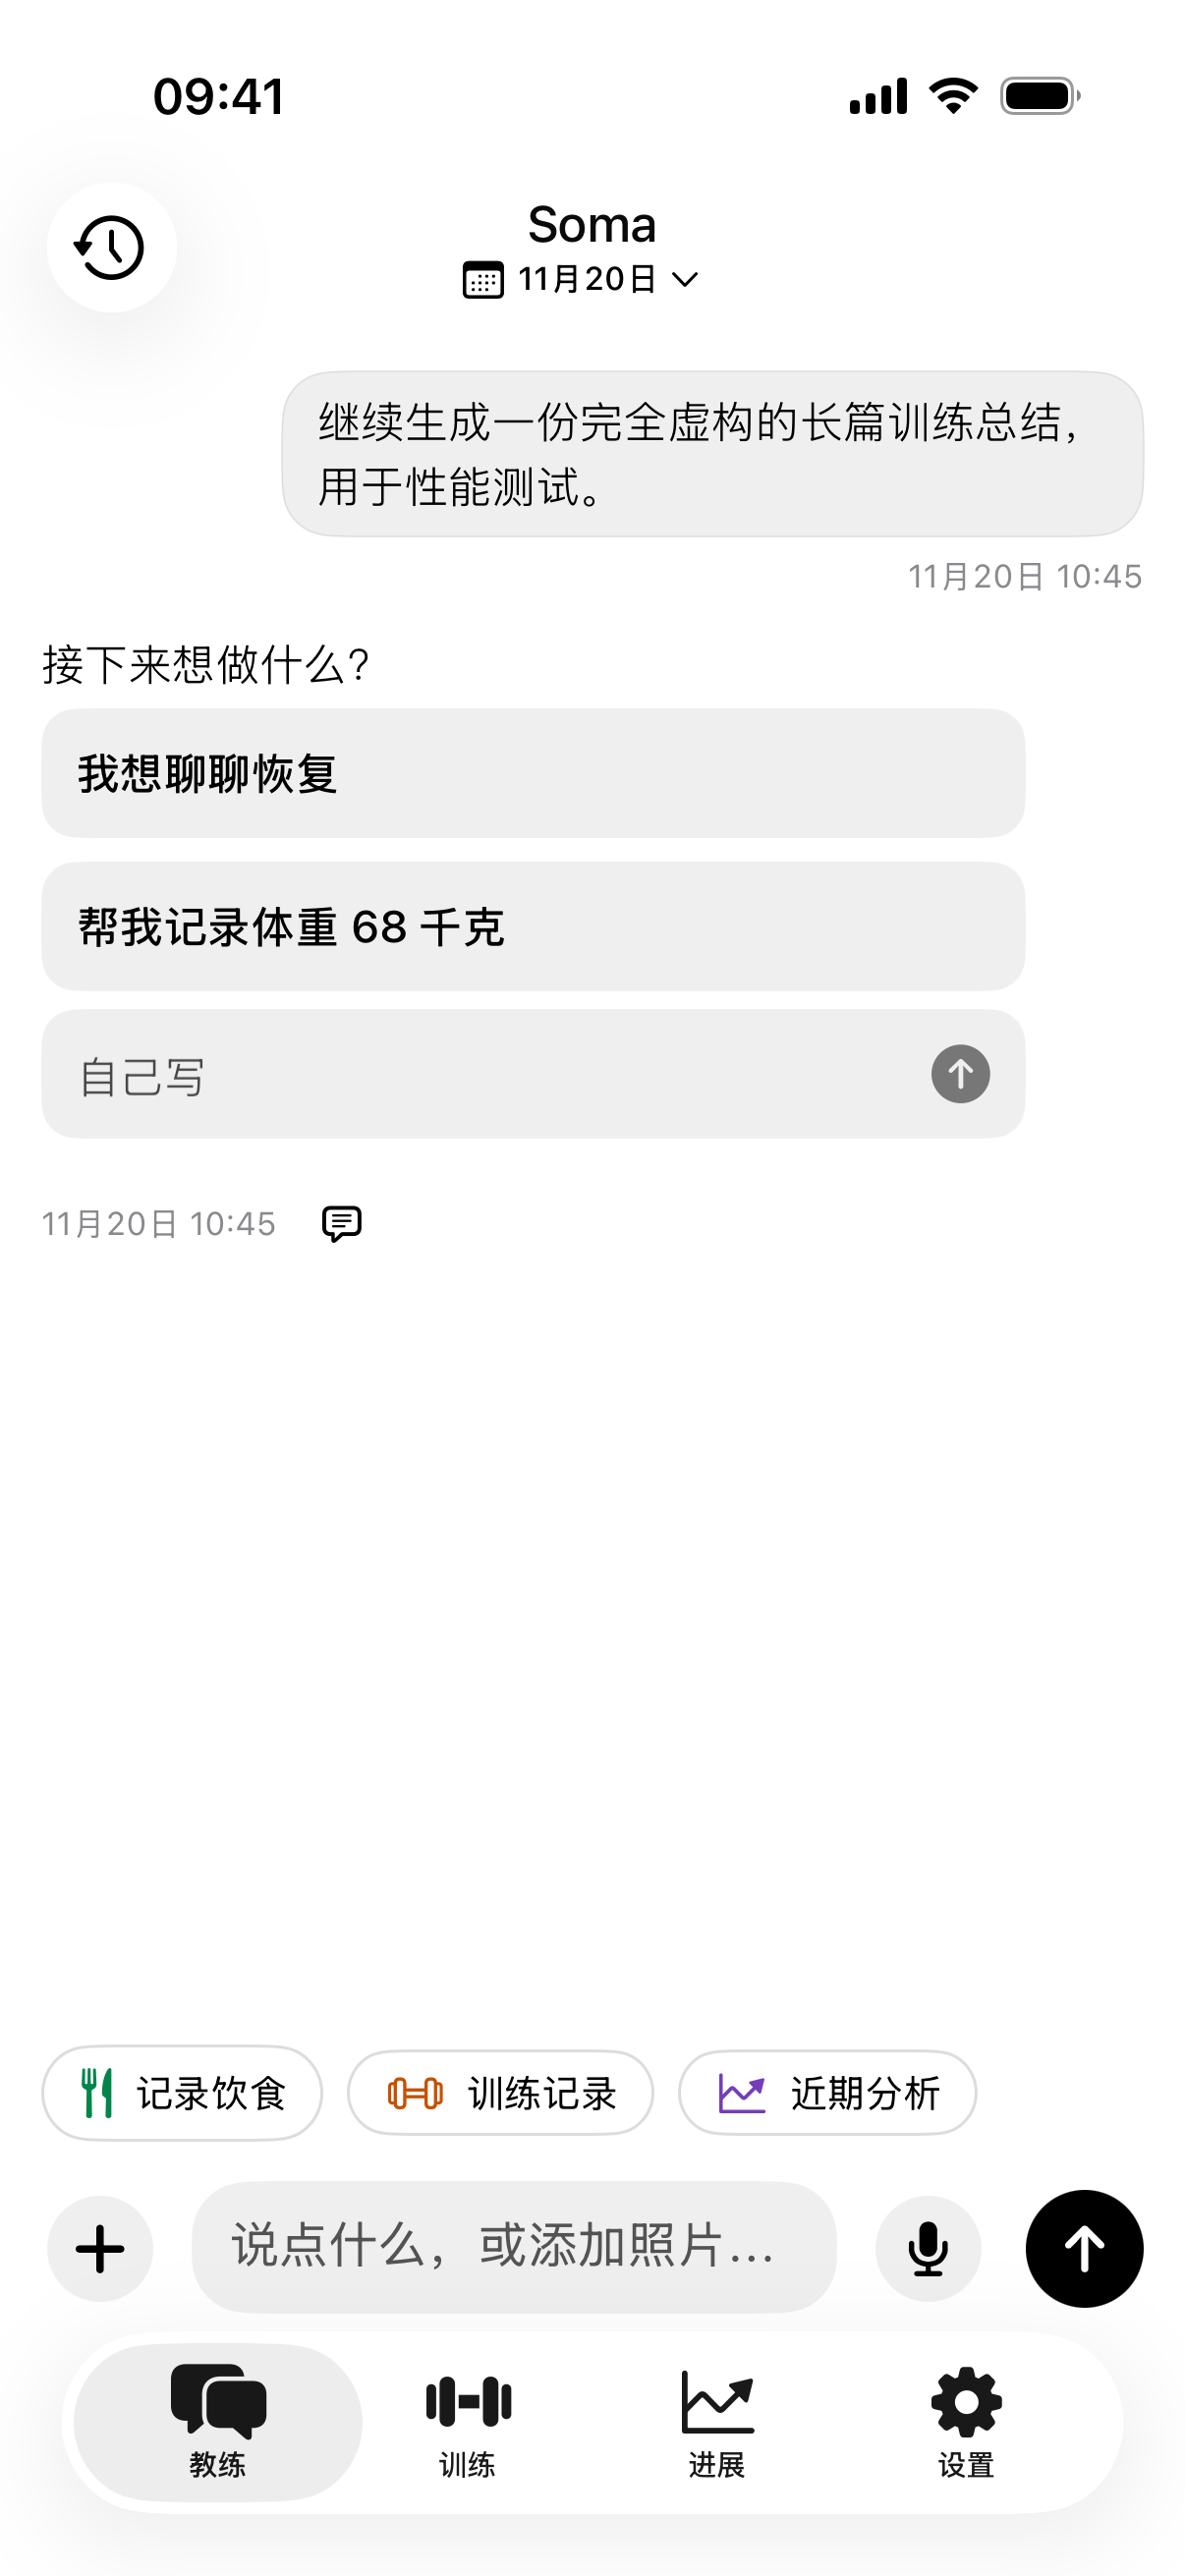 09:41
Soma
11月20日
继续生成一份完全虚构的长篇训练总结，
用于性能测试。
11月20日 10:45
接下来想做什么？
我想聊聊恢复
帮我记录体重 68 千克
自己写
11月20日 10:45
记录饮食
训练记录
近期分析
说点什么，或添加照片...
教练
训练
进展
设置